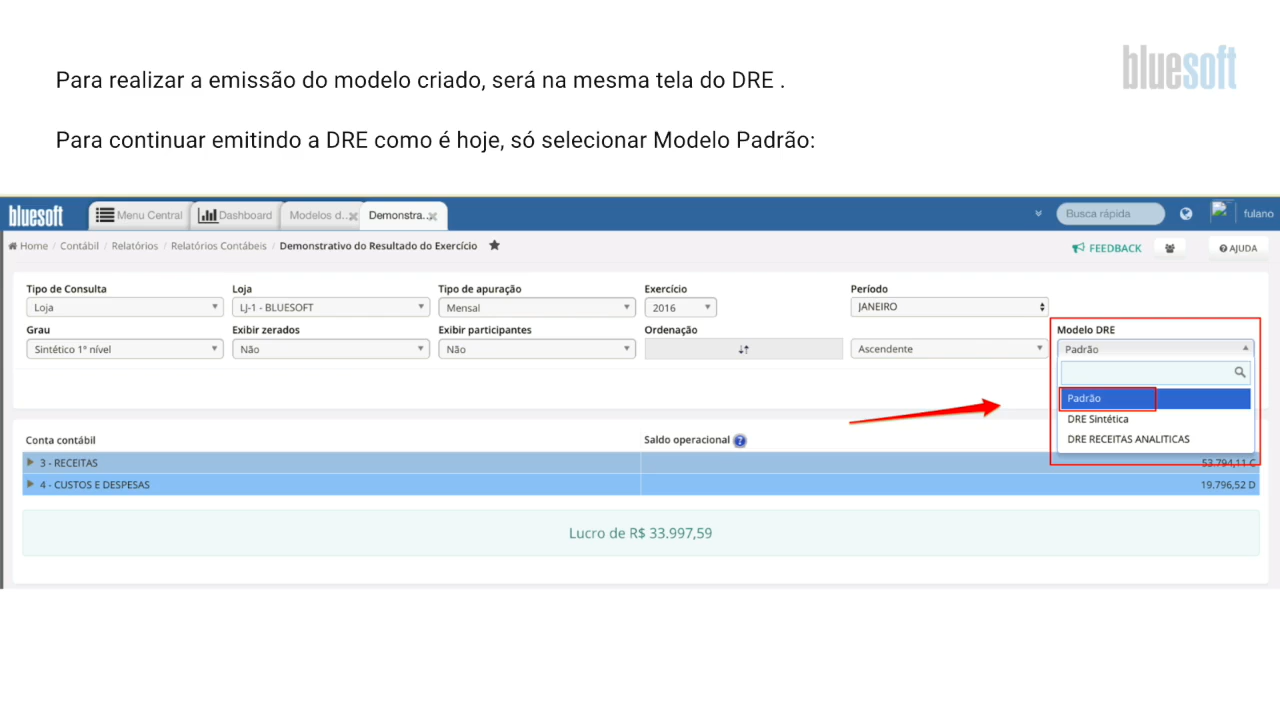 bluesoft
Para realizar a emissão do modelo criado, será na mesma tela do DRE .
Para continuar emitindo a DRE como é hoje, só selecionar Modelo Padrão:
bluesoft Menu Central Dashboard Modelos d... Demonstra... Busca rápida fulano
Home / Contábil / Relatórios / Relatórios Contábeis / Demonstrativo do Resultado do Exercício FEEDBACK AJUDA
Tipo de Consulta Loja Tipo de apuração Exercício Período
Loja LJ-1 - BLUESOFT Mensal 2016 JANEIRO
Grau Exibir zerados Exibir participantes Ordenação Modelo DRE
Sintético 1º nível Não Não Ascendente Padrão
Padrão
DRE Sintética
DRE RECEITAS ANALITICAS
Conta contábil Saldo operacional ?
3 - RECEITAS 53.794,11 C
4 - CUSTOS E DESPESAS 19.796,52 D
Lucro de R$ 33.997,59